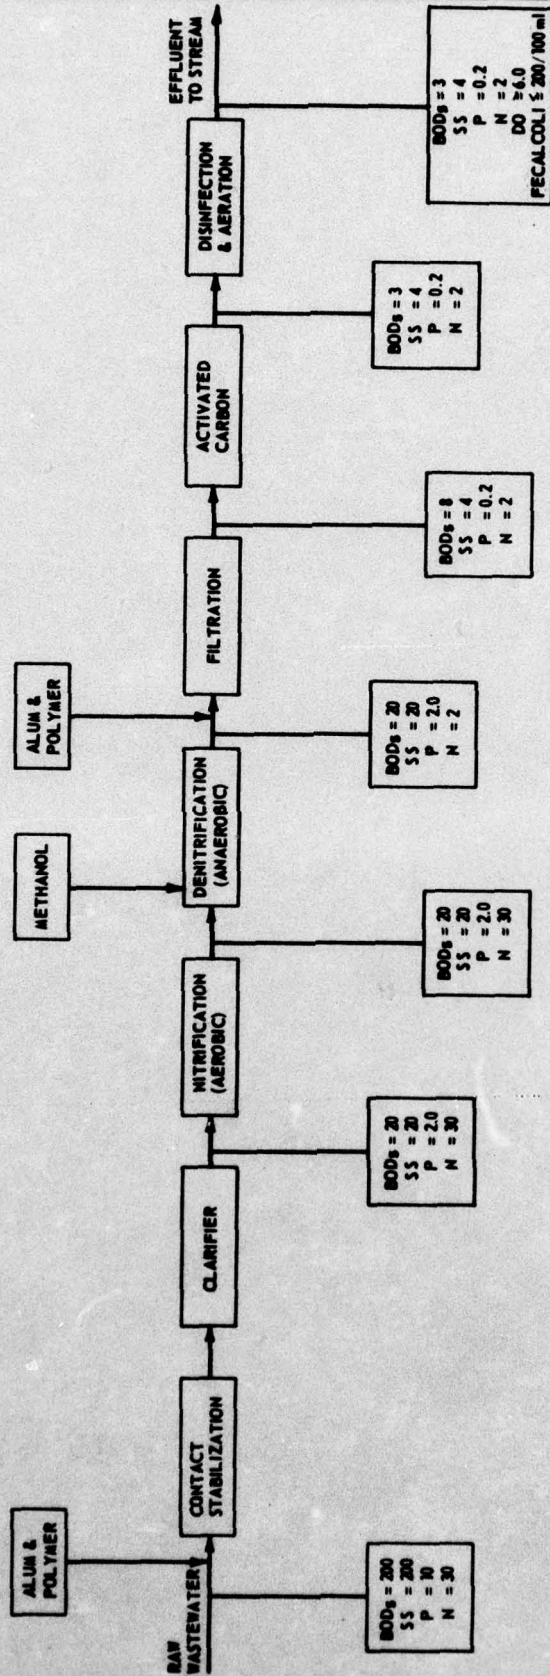 RAW
WASTEWATER
ALUM &
POLYMER
BOD5 = 200
SS = 200
P = 10
N = 30
CONTACT
STABILIZATION
CLARIFIER
BOD5 = 20
SS = 20
P = 2.0
N = 30
NITRIFICATION
(AEROBIC)
BOD5 = 20
SS = 20
P = 2.0
N = 30
METHANOL
DENITRIFICATION
(ANAEROBIC)
BOD5 = 20
SS = 20
P = 2.0
N = 2
ALUM &
POLYMER
FILTRATION
BOD5 = 8
SS = 4
P = 0.2
N = 2
ACTIVATED
CARBON
BOD5 = 3
SS = 4
P = 0.2
N = 2
DISINFECTION
& AERATION
EFFLUENT
TO STREAM
BOD5 = 3
SS = 4
P = 0.2
N = 2
DO ≥ 6.0
FECAL COLI ≤ 200/100 ml